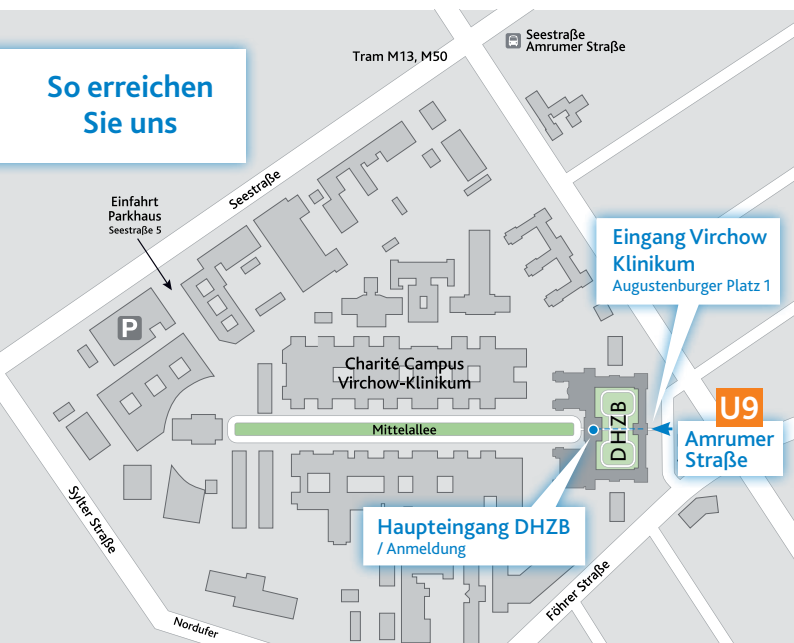 So erreichen
Sie uns
Tram M13, M50
Seestraße
Amrumer Straße
Seestraße
Einfahrt
Parkhaus
Seestraße 5
P
Eingang Virchow
Klinikum
Augustenburger Platz 1
Charité Campus
Virchow-Klinikum
Mittelallee
DHZB
U9
Amrumer
Straße
Haupteingang DHZB
/ Anmeldung
Sylter Straße
Föhrer Straße
Nordufer